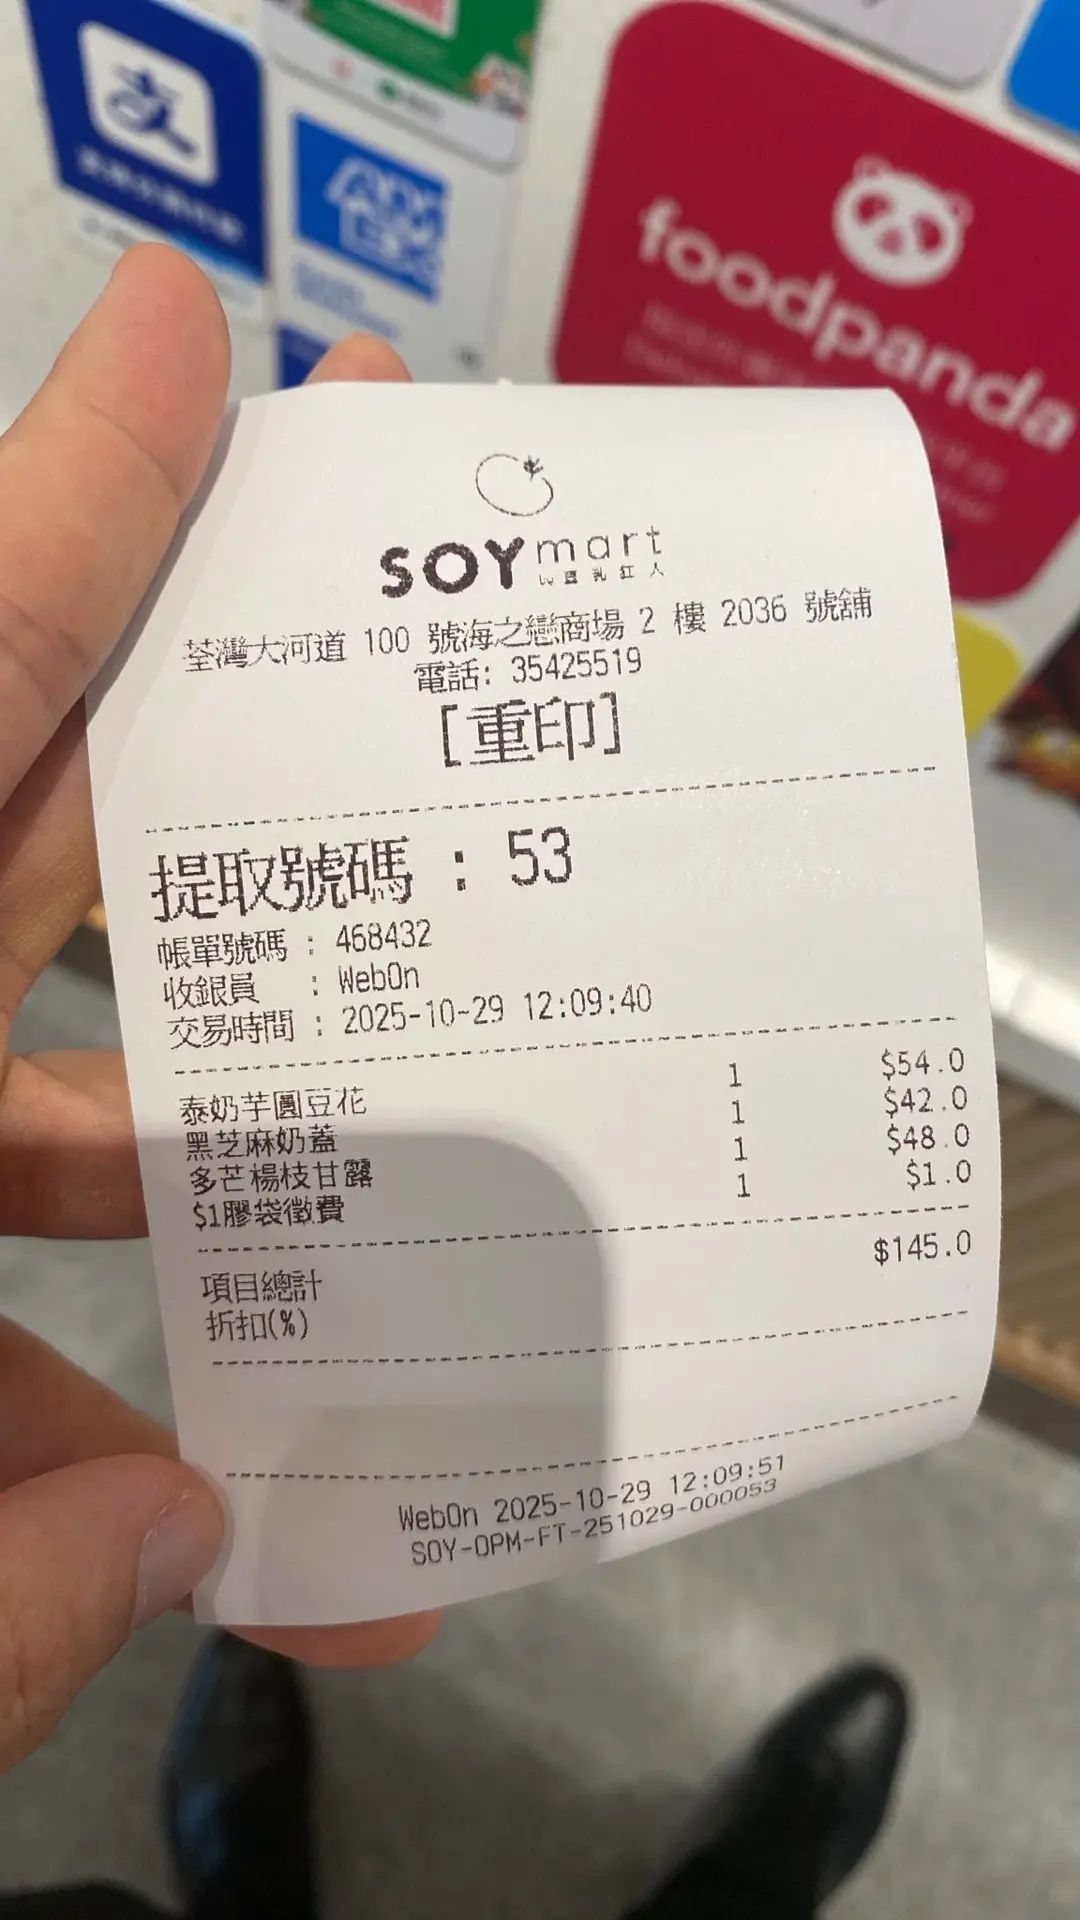 foodpanda
SOYmart
荃灣大河道 100 號海之戀商場 2 樓 2036 號舖
電話: 35425519
[重印]
提取號碼 : 53
帳單號碼 : 468432
收銀員 : WebOn
交易時間 : 2025-10-29 12:09:40
泰奶芋圓豆花 1 $54.0
黑芝麻奶蓋 1 $42.0
多芒楊枝甘露 1 $48.0
$1膠袋徵費 1 $1.0
項目總計 $145.0
折扣(%)
WebOn 2025-10-29 12:09:51
SOY-OPM-FT-251029-000053